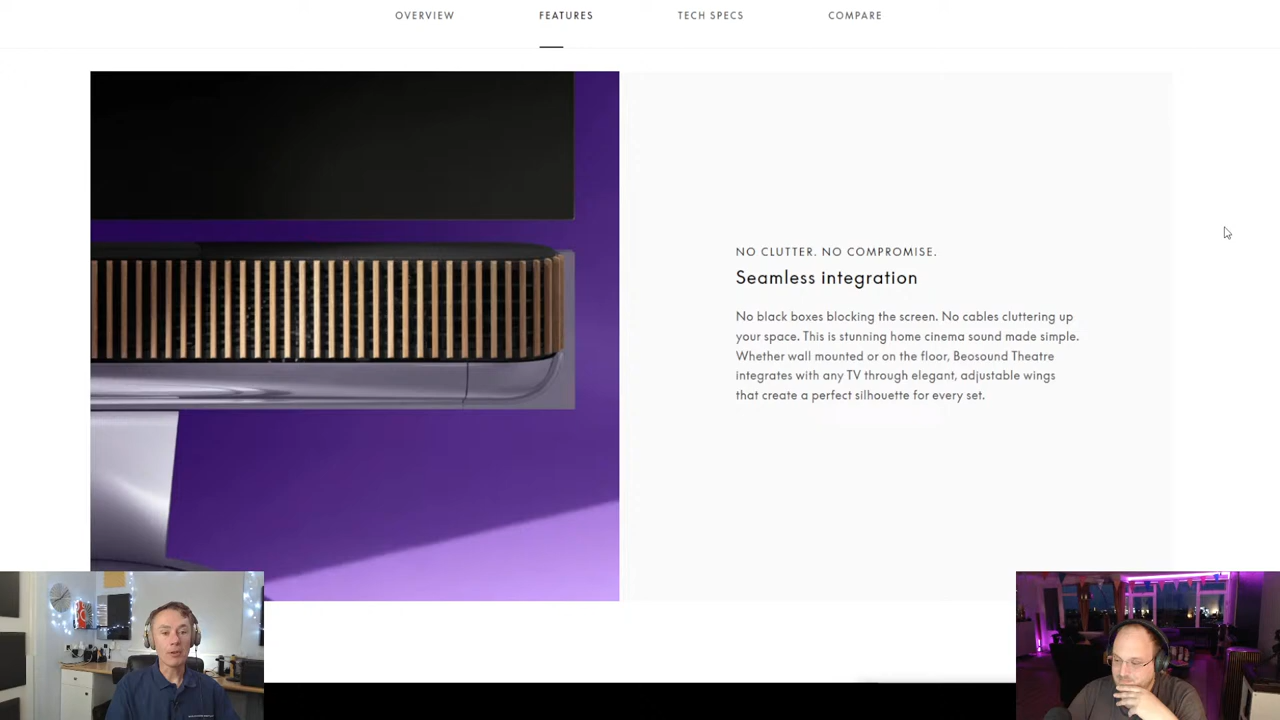 OVERVIEW FEATURES TECH SPECS COMPARE
NO CLUTTER. NO COMPROMISE.
Seamless integration
No black boxes blocking the screen. No cables cluttering up
your space. This is stunning home cinema sound made simple.
Whether wall mounted or on the floor, Beosound Theatre
integrates with any TV through elegant, adjustable wings
that create a perfect silhouette for every set.